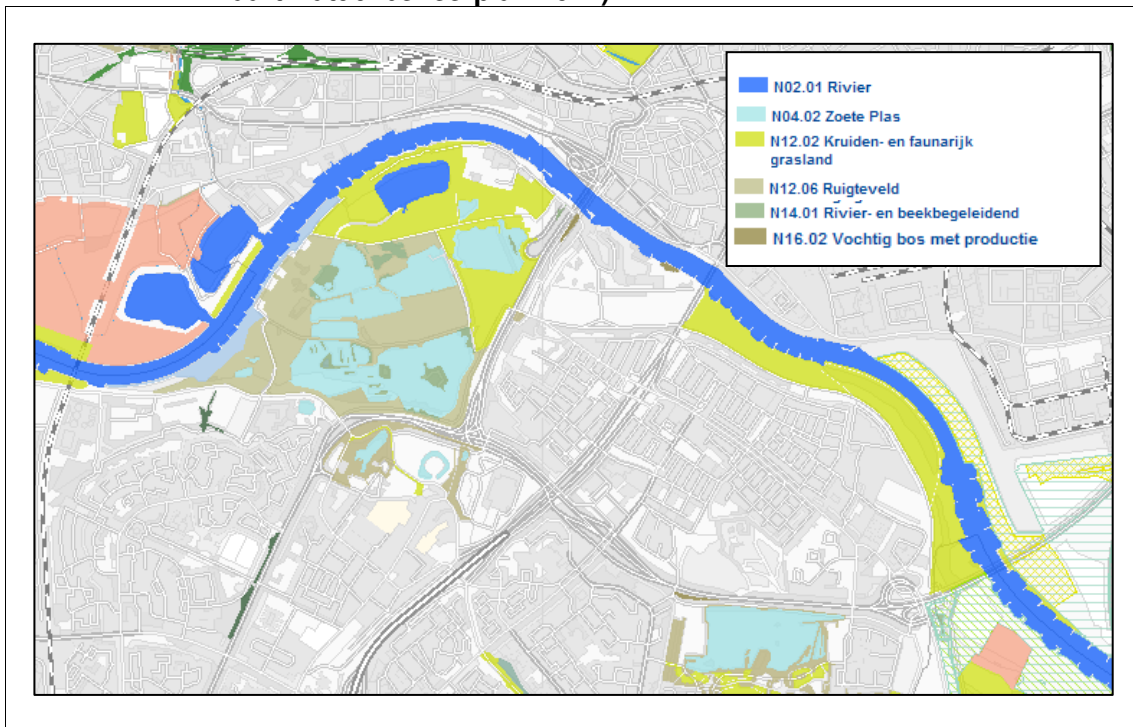 N02.01 Rivier
N04.02 Zoete Plas
N12.02 Kruiden- en faunarijk
grasland
N12.06 Ruigteveld
N14.01 Rivier- en beekbegeleidend
N16.02 Vochtig bos met productie